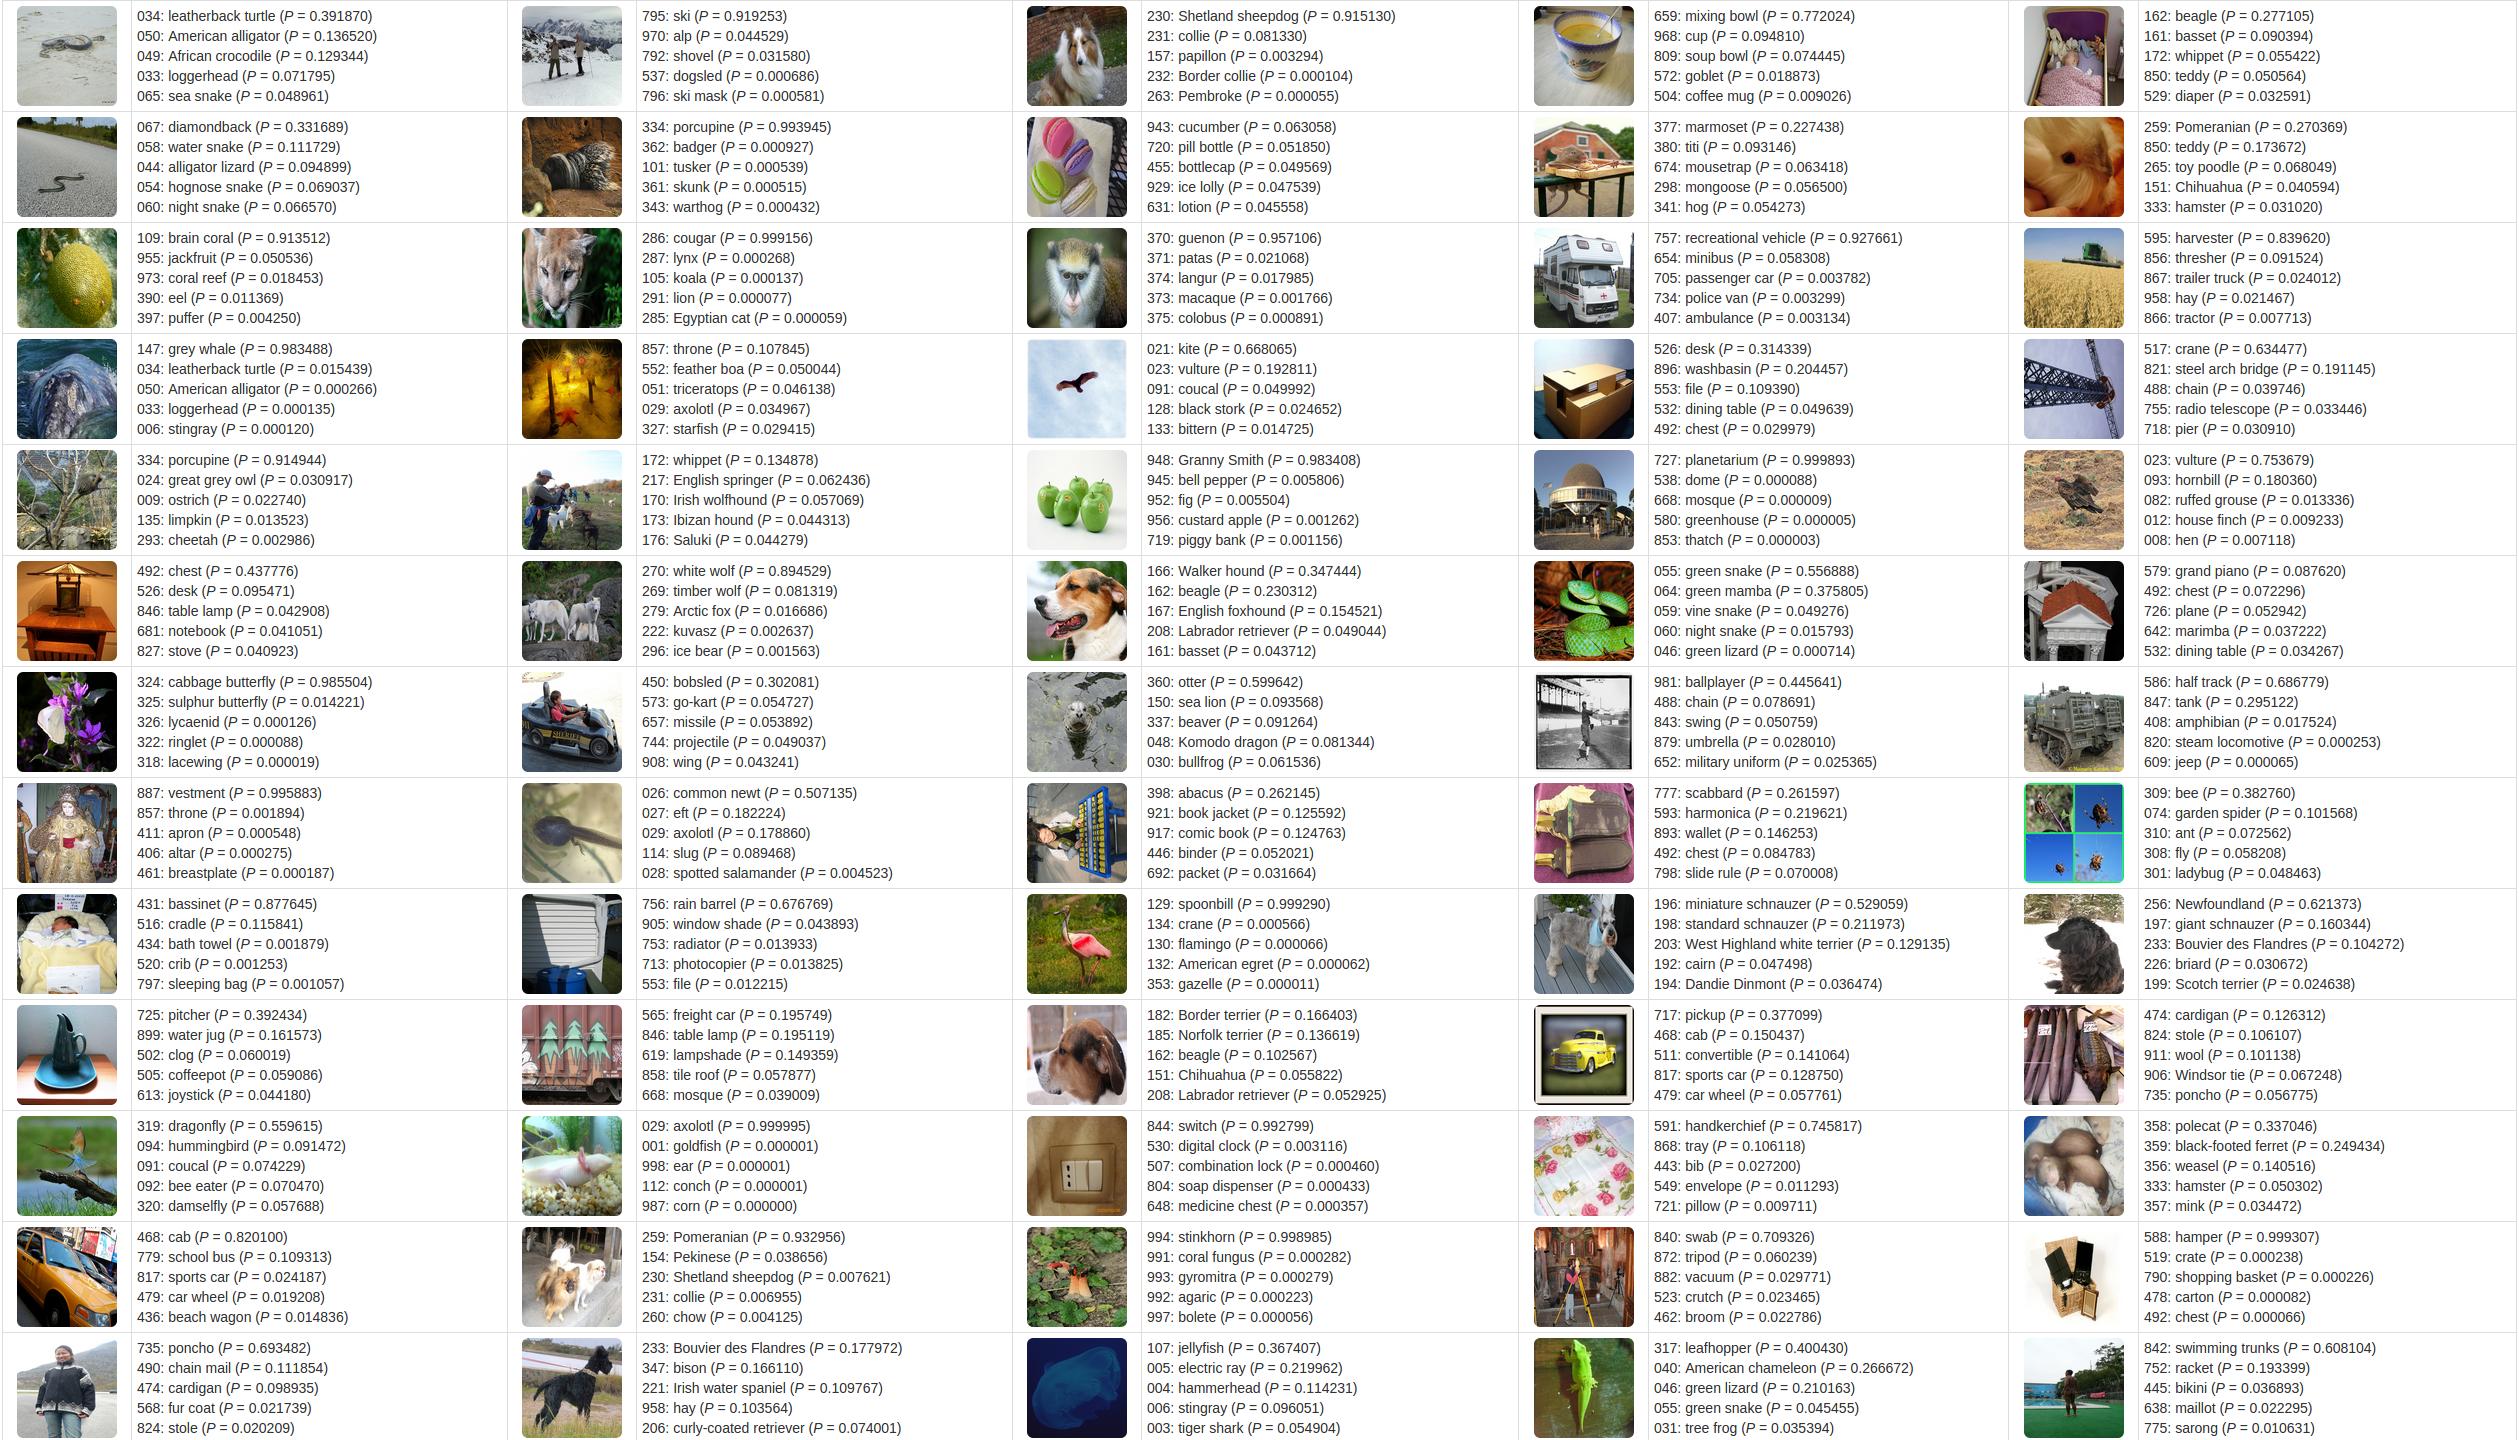 034: leatherback turtle (P = 0.391870)
050: American alligator (P = 0.136520)
049: African crocodile (P = 0.129344)
033: loggerhead (P = 0.071795)
065: sea snake (P = 0.048961)
795: ski (P = 0.919253)
970: alp (P = 0.044529)
792: shovel (P = 0.031580)
537: dogsled (P = 0.000686)
796: ski mask (P = 0.000581)
230: Shetland sheepdog (P = 0.915130)
231: collie (P = 0.081330)
157: papillon (P = 0.003294)
232: Border collie (P = 0.000104)
263: Pembroke (P = 0.000055)
659: mixing bowl (P = 0.772024)
968: cup (P = 0.094810)
809: soup bowl (P = 0.074445)
572: goblet (P = 0.018873)
504: coffee mug (P = 0.009026)
162: beagle (P = 0.277105)
161: basset (P = 0.090394)
172: whippet (P = 0.055422)
850: teddy (P = 0.050564)
529: diaper (P = 0.032591)
067: diamondback (P = 0.331689)
058: water snake (P = 0.111729)
044: alligator lizard (P = 0.094899)
054: hognose snake (P = 0.069037)
060: night snake (P = 0.066570)
334: porcupine (P = 0.993945)
362: badger (P = 0.000927)
101: tusker (P = 0.000539)
361: skunk (P = 0.000515)
343: warthog (P = 0.000432)
943: cucumber (P = 0.063058)
720: pill bottle (P = 0.051850)
455: bottlecap (P = 0.049569)
929: ice lolly (P = 0.047539)
631: lotion (P = 0.045558)
377: marmoset (P = 0.227438)
380: titi (P = 0.093146)
674: mousetrap (P = 0.063418)
298: mongoose (P = 0.056500)
341: hog (P = 0.054273)
259: Pomeranian (P = 0.270369)
850: teddy (P = 0.173672)
265: toy poodle (P = 0.068049)
151: Chihuahua (P = 0.040594)
333: hamster (P = 0.031020)
109: brain coral (P = 0.913512)
955: jackfruit (P = 0.050536)
973: coral reef (P = 0.018453)
390: eel (P = 0.011369)
397: puffer (P = 0.004250)
286: cougar (P = 0.999156)
287: lynx (P = 0.000268)
105: koala (P = 0.000137)
291: lion (P = 0.000077)
285: Egyptian cat (P = 0.000059)
370: guenon (P = 0.957106)
371: patas (P = 0.021068)
374: langur (P = 0.017985)
373: macaque (P = 0.001766)
375: colobus (P = 0.000891)
757: recreational vehicle (P = 0.927661)
654: minibus (P = 0.058308)
705: passenger car (P = 0.003782)
734: police van (P = 0.003299)
407: ambulance (P = 0.003134)
595: harvester (P = 0.839620)
856: thresher (P = 0.091524)
867: trailer truck (P = 0.024012)
958: hay (P = 0.021467)
866: tractor (P = 0.007713)
147: grey whale (P = 0.983488)
034: leatherback turtle (P = 0.015439)
050: American alligator (P = 0.000266)
033: loggerhead (P = 0.000135)
006: stingray (P = 0.000120)
857: throne (P = 0.107845)
552: feather boa (P = 0.050044)
051: triceratops (P = 0.046138)
029: axolotl (P = 0.034967)
327: starfish (P = 0.029415)
021: kite (P = 0.668065)
023: vulture (P = 0.192811)
091: coucal (P = 0.049992)
128: black stork (P = 0.024652)
133: bittern (P = 0.014725)
526: desk (P = 0.314339)
896: washbasin (P = 0.204457)
553: file (P = 0.109390)
532: dining table (P = 0.049639)
492: chest (P = 0.029979)
517: crane (P = 0.634477)
821: steel arch bridge (P = 0.191145)
488: chain (P = 0.039746)
755: radio telescope (P = 0.033446)
718: pier (P = 0.030910)
334: porcupine (P = 0.914944)
024: great grey owl (P = 0.030917)
009: ostrich (P = 0.022740)
135: limpkin (P = 0.013523)
293: cheetah (P = 0.002986)
172: whippet (P = 0.134878)
217: English springer (P = 0.062436)
170: Irish wolfhound (P = 0.057069)
173: Ibizan hound (P = 0.044313)
176: Saluki (P = 0.044279)
948: Granny Smith (P = 0.983408)
945: bell pepper (P = 0.005806)
952: fig (P = 0.005504)
956: custard apple (P = 0.001262)
719: piggy bank (P = 0.001156)
727: planetarium (P = 0.999893)
538: dome (P = 0.000088)
668: mosque (P = 0.000009)
580: greenhouse (P = 0.000005)
853: thatch (P = 0.000003)
023: vulture (P = 0.753679)
093: hornbill (P = 0.180360)
082: ruffed grouse (P = 0.013336)
012: house finch (P = 0.009233)
008: hen (P = 0.007118)
492: chest (P = 0.437776)
526: desk (P = 0.095471)
846: table lamp (P = 0.042908)
681: notebook (P = 0.041051)
827: stove (P = 0.040923)
270: white wolf (P = 0.894529)
269: timber wolf (P = 0.081319)
279: Arctic fox (P = 0.016686)
222: kuvasz (P = 0.002637)
296: ice bear (P = 0.001563)
166: Walker hound (P = 0.347444)
162: beagle (P = 0.230312)
167: English foxhound (P = 0.154521)
208: Labrador retriever (P = 0.049044)
161: basset (P = 0.043712)
055: green snake (P = 0.556888)
064: green mamba (P = 0.375805)
059: vine snake (P = 0.049276)
060: night snake (P = 0.015793)
046: green lizard (P = 0.000714)
579: grand piano (P = 0.087620)
492: chest (P = 0.072296)
726: plane (P = 0.052942)
642: marimba (P = 0.037222)
532: dining table (P = 0.034267)
324: cabbage butterfly (P = 0.985504)
325: sulphur butterfly (P = 0.014221)
326: lycaenid (P = 0.000126)
322: ringlet (P = 0.000088)
318: lacewing (P = 0.000019)
SHERIFF
450: bobsled (P = 0.302081)
573: go-kart (P = 0.054727)
657: missile (P = 0.053892)
744: projectile (P = 0.049037)
908: wing (P = 0.043241)
360: otter (P = 0.599642)
150: sea lion (P = 0.093568)
337: beaver (P = 0.091264)
048: Komodo dragon (P = 0.081344)
030: bullfrog (P = 0.061536)
981: ballplayer (P = 0.445641)
488: chain (P = 0.078691)
843: swing (P = 0.050759)
879: umbrella (P = 0.028010)
652: military uniform (P = 0.025365)
586: half track (P = 0.686779)
847: tank (P = 0.295122)
408: amphibian (P = 0.017524)
820: steam locomotive (P = 0.000253)
609: jeep (P = 0.000065)
887: vestment (P = 0.995883)
857: throne (P = 0.001894)
411: apron (P = 0.000548)
406: altar (P = 0.000275)
461: breastplate (P = 0.000187)
026: common newt (P = 0.507135)
027: eft (P = 0.182224)
029: axolotl (P = 0.178860)
114: slug (P = 0.089468)
028: spotted salamander (P = 0.004523)
398: abacus (P = 0.262145)
921: book jacket (P = 0.125592)
917: comic book (P = 0.124763)
446: binder (P = 0.052021)
692: packet (P = 0.031664)
777: scabbard (P = 0.261597)
593: harmonica (P = 0.219621)
893: wallet (P = 0.146253)
492: chest (P = 0.084783)
798: slide rule (P = 0.070008)
309: bee (P = 0.382760)
074: garden spider (P = 0.101568)
310: ant (P = 0.072562)
308: fly (P = 0.058208)
301: ladybug (P = 0.048463)
431: bassinet (P = 0.877645)
516: cradle (P = 0.115841)
434: bath towel (P = 0.001879)
520: crib (P = 0.001253)
797: sleeping bag (P = 0.001057)
756: rain barrel (P = 0.676769)
905: window shade (P = 0.043893)
753: radiator (P = 0.013933)
713: photocopier (P = 0.013825)
553: file (P = 0.012215)
129: spoonbill (P = 0.999290)
134: crane (P = 0.000566)
130: flamingo (P = 0.000066)
132: American egret (P = 0.000062)
353: gazelle (P = 0.000011)
196: miniature schnauzer (P = 0.529059)
198: standard schnauzer (P = 0.211973)
203: West Highland white terrier (P = 0.129135)
192: cairn (P = 0.047498)
194: Dandie Dinmont (P = 0.036474)
256: Newfoundland (P = 0.621373)
197: giant schnauzer (P = 0.160344)
233: Bouvier des Flandres (P = 0.104272)
226: briard (P = 0.030672)
199: Scotch terrier (P = 0.024638)
725: pitcher (P = 0.392434)
899: water jug (P = 0.161573)
502: clog (P = 0.060019)
505: coffeepot (P = 0.059086)
613: joystick (P = 0.044180)
565: freight car (P = 0.195749)
846: table lamp (P = 0.195119)
619: lampshade (P = 0.149359)
858: tile roof (P = 0.057877)
668: mosque (P = 0.039009)
182: Border terrier (P = 0.166403)
185: Norfolk terrier (P = 0.136619)
162: beagle (P = 0.102567)
151: Chihuahua (P = 0.055822)
208: Labrador retriever (P = 0.052925)
717: pickup (P = 0.377099)
468: cab (P = 0.150437)
511: convertible (P = 0.141064)
817: sports car (P = 0.128750)
479: car wheel (P = 0.057761)
474: cardigan (P = 0.126312)
824: stole (P = 0.106107)
911: wool (P = 0.101138)
906: Windsor tie (P = 0.067248)
735: poncho (P = 0.056775)
319: dragonfly (P = 0.559615)
094: hummingbird (P = 0.091472)
091: coucal (P = 0.074229)
092: bee eater (P = 0.070470)
320: damselfly (P = 0.057688)
029: axolotl (P = 0.999995)
001: goldfish (P = 0.000001)
998: ear (P = 0.000001)
112: conch (P = 0.000001)
987: corn (P = 0.000000)
844: switch (P = 0.992799)
530: digital clock (P = 0.003116)
507: combination lock (P = 0.000460)
804: soap dispenser (P = 0.000433)
648: medicine chest (P = 0.000357)
591: handkerchief (P = 0.745817)
868: tray (P = 0.106118)
443: bib (P = 0.027200)
549: envelope (P = 0.011293)
721: pillow (P = 0.009711)
358: polecat (P = 0.337046)
359: black-footed ferret (P = 0.249434)
356: weasel (P = 0.140516)
333: hamster (P = 0.050302)
357: mink (P = 0.034472)
468: cab (P = 0.820100)
779: school bus (P = 0.109313)
817: sports car (P = 0.024187)
479: car wheel (P = 0.019208)
436: beach wagon (P = 0.014836)
259: Pomeranian (P = 0.932956)
154: Pekinese (P = 0.038656)
230: Shetland sheepdog (P = 0.007621)
231: collie (P = 0.006955)
260: chow (P = 0.004125)
994: stinkhorn (P = 0.998985)
991: coral fungus (P = 0.000282)
993: gyromitra (P = 0.000279)
992: agaric (P = 0.000223)
997: bolete (P = 0.000056)
840: swab (P = 0.709326)
872: tripod (P = 0.060239)
882: vacuum (P = 0.029771)
523: crutch (P = 0.023465)
462: broom (P = 0.022786)
588: hamper (P = 0.999307)
519: crate (P = 0.000238)
790: shopping basket (P = 0.000226)
478: carton (P = 0.000082)
492: chest (P = 0.000066)
735: poncho (P = 0.693482)
490: chain mail (P = 0.111854)
474: cardigan (P = 0.098935)
568: fur coat (P = 0.021739)
824: stole (P = 0.020209)
233: Bouvier des Flandres (P = 0.177972)
347: bison (P = 0.166110)
221: Irish water spaniel (P = 0.109767)
958: hay (P = 0.103564)
206: curly-coated retriever (P = 0.074001)
107: jellyfish (P = 0.367407)
005: electric ray (P = 0.219962)
004: hammerhead (P = 0.114231)
006: stingray (P = 0.096051)
003: tiger shark (P = 0.054904)
317: leafhopper (P = 0.400430)
040: American chameleon (P = 0.266672)
046: green lizard (P = 0.210163)
055: green snake (P = 0.045455)
031: tree frog (P = 0.035394)
842: swimming trunks (P = 0.608104)
752: racket (P = 0.193399)
445: bikini (P = 0.036893)
638: maillot (P = 0.022295)
775: sarong (P = 0.010631)